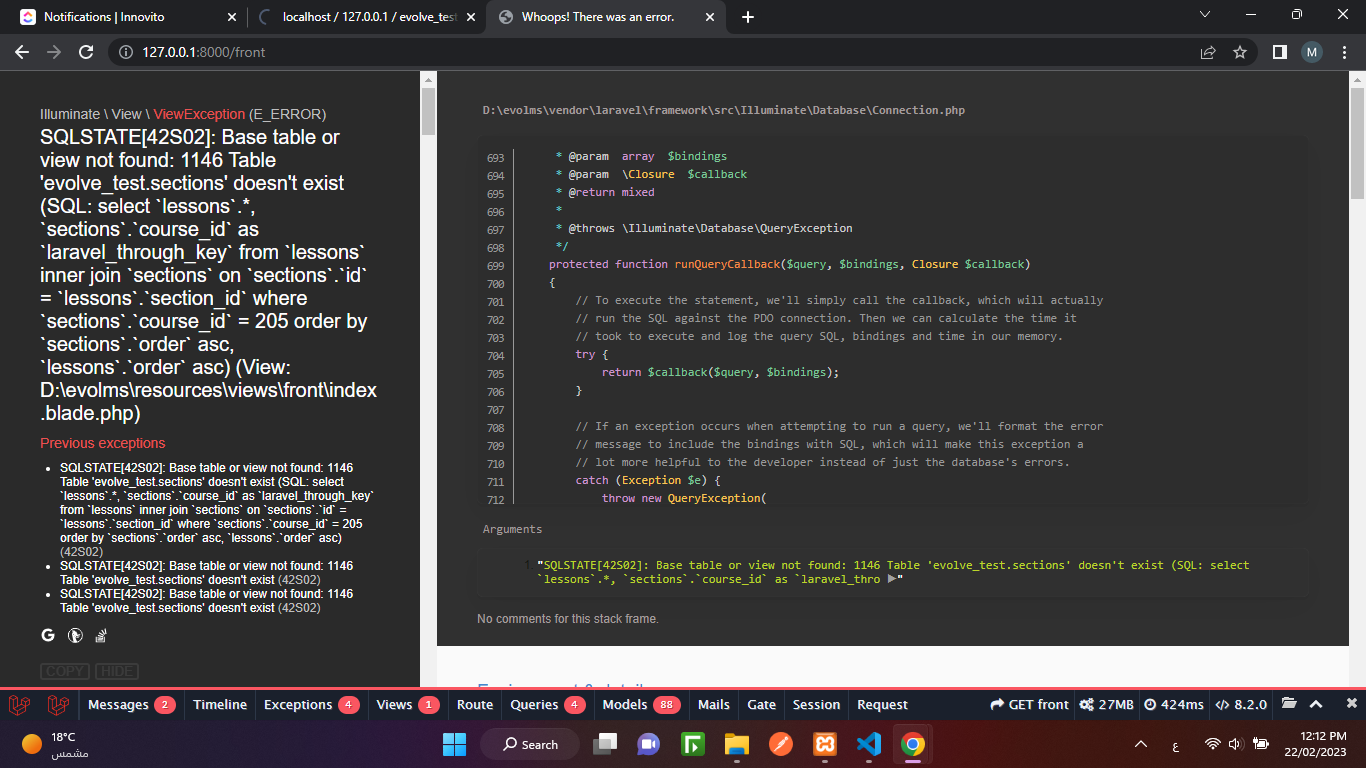 Notifications | Innovito
localhost / 127.0.0.1 / evolve_test
Whoops! There was an error.
127.0.0.1:8000/front
M
Illuminate \ View \ ViewException (E_ERROR)
SQLSTATE[42S02]: Base table or
view not found: 1146 Table
'evolve_test.sections' doesn't exist
(SQL: select `lessons`.*,
`sections`.`course_id` as
`laravel_through_key` from `lessons`
inner join `sections` on `sections`.`id`
= `lessons`.`section_id` where
`sections`.`course_id` = 205 order by
`sections`.`order` asc,
`lessons`.`order` asc) (View:
D:\evolms\resources\views\front\index
.blade.php)
Previous exceptions
• SQLSTATE[42S02]: Base table or view not found: 1146
Table 'evolve_test.sections' doesn't exist (SQL: select
`lessons`.*, `sections`.`course_id` as `laravel_through_key`
from `lessons` inner join `sections` on `sections`.`id` =
`lessons`.`section_id` where `sections`.`course_id` = 205
order by `sections`.`order` asc, `lessons`.`order` asc)
(42S02)
• SQLSTATE[42S02]: Base table or view not found: 1146
Table 'evolve_test.sections' doesn't exist (42S02)
• SQLSTATE[42S02]: Base table or view not found: 1146
Table 'evolve_test.sections' doesn't exist (42S02)
G
COPY HIDE
D:\evolms\vendor\laravel\framework\src\Illuminate\Database\Connection.php
693 * @param array $bindings
694 * @param \Closure $callback
695 * @return mixed
696 *
697 * @throws \Illuminate\Database\QueryException
698 */
699 protected function runQueryCallback($query, $bindings, Closure $callback)
700 {
701 // To execute the statement, we'll simply call the callback, which will actually
702 // run the SQL against the PDO connection. Then we can calculate the time it
703 // took to execute and log the query SQL, bindings and time in our memory.
704 try {
705 return $callback($query, $bindings);
706 }
707
708 // If an exception occurs when attempting to run a query, we'll format the error
709 // message to include the bindings with SQL, which will make this exception a
710 // lot more helpful to the developer instead of just the database's errors.
711 catch (Exception $e) {
712 throw new QueryException(
Arguments
1 "SQLSTATE[42S02]: Base table or view not found: 1146 Table 'evolve_test.sections' doesn't exist (SQL: select
`lessons`.*, `sections`.`course_id` as `laravel_thro ▶"
No comments for this stack frame.
Messages 2 Timeline Exceptions 4 Views 1 Route Queries 4 Models 88 Mails Gate Session Request GET front 27MB 424ms </> 8.2.0
18°C
مشمس
Search
ع
12:12 PM
22/02/2023